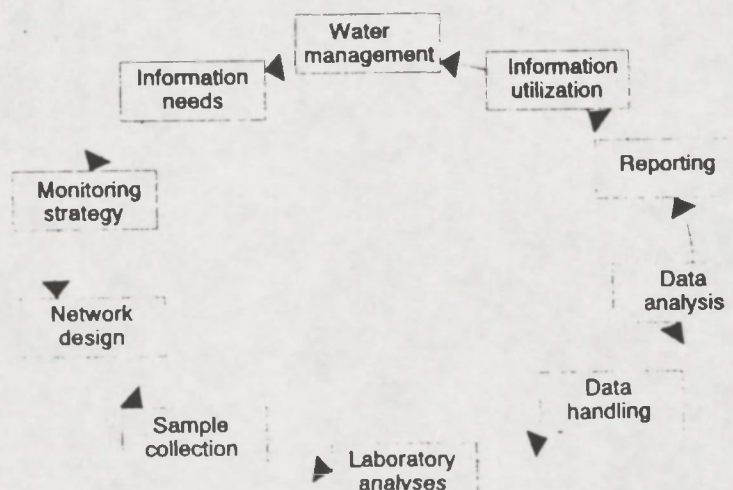 Water
management
Information
needs
Monitoring
strategy
Network
design
Sample
collection
Laboratory
analyses
Data
handling
Data
analysis
Reporting
Information
utilization